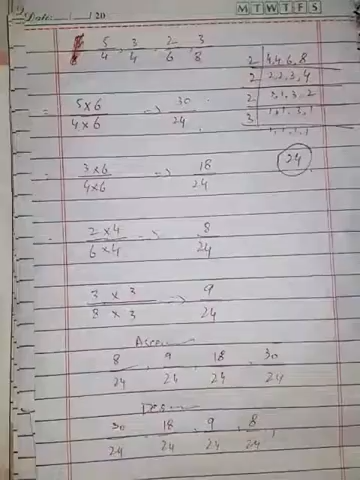 Date: / /20 M T W T F S
5/4, 3/4, 2/6, 3/8
2 | 4,4,6,8
2 | 2,2,3,4
2 | 1,1,3,2
3 | 1,1,3,1
1,1,1,1
24
= 5×6/4×6 → 30/24
= 3×6/4×6 → 18/24
2×4/6×4 → 8/24
3×3/8×3 → 9/24
8/24, 9/24, 18/24, 30/24
30/24, 18/24, 9/24, 8/24,